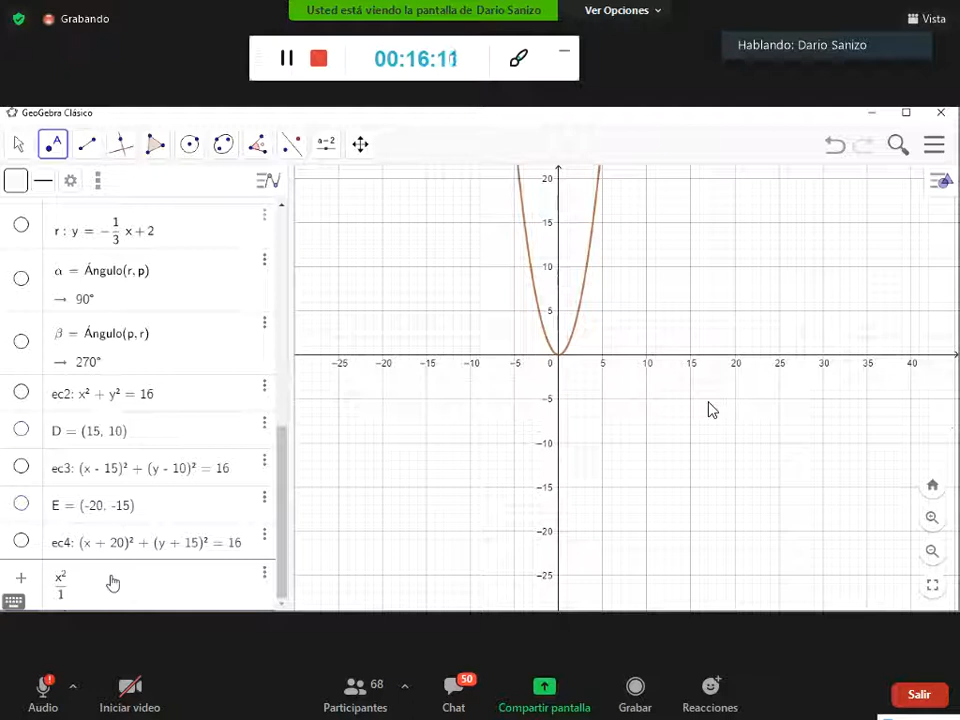 Grabando
Usted está viendo la pantalla de Dario Sanizo
Ver Opciones
Vista
00:16:11
Hablando: Dario Sanizo
GeoGebra Clásico
A
a=2
r: y = -1/3 x+2
α = Ángulo(r, p)
→ 90°
β = Ángulo(p, r)
→ 270°
ec2: x² + y² = 16
D = (15, 10)
ec3: (x - 15)² + (y - 10)² = 16
E = (-20, -15)
ec4: (x + 20)² + (y + 15)² = 16
x²/1
20
15
10
5
-25 -20 -15 -10 -5 0 5 10 15 20 25 30 35 40
-5
-10
-15
-20
-25
68
50
Audio
Iniciar video
Participantes
Chat
Compartir pantalla
Grabar
Reacciones
Salir